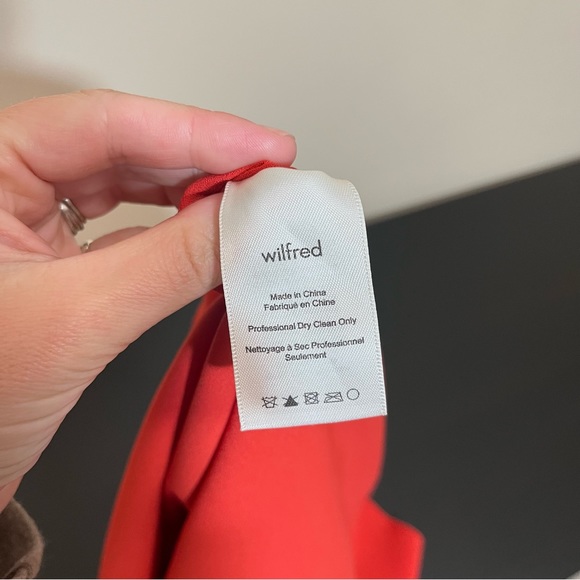 wilfred
Made in China
Fabriqué en Chine
Professional Dry Clean Only
Nettoyage à Sec Professionnel
Seulement